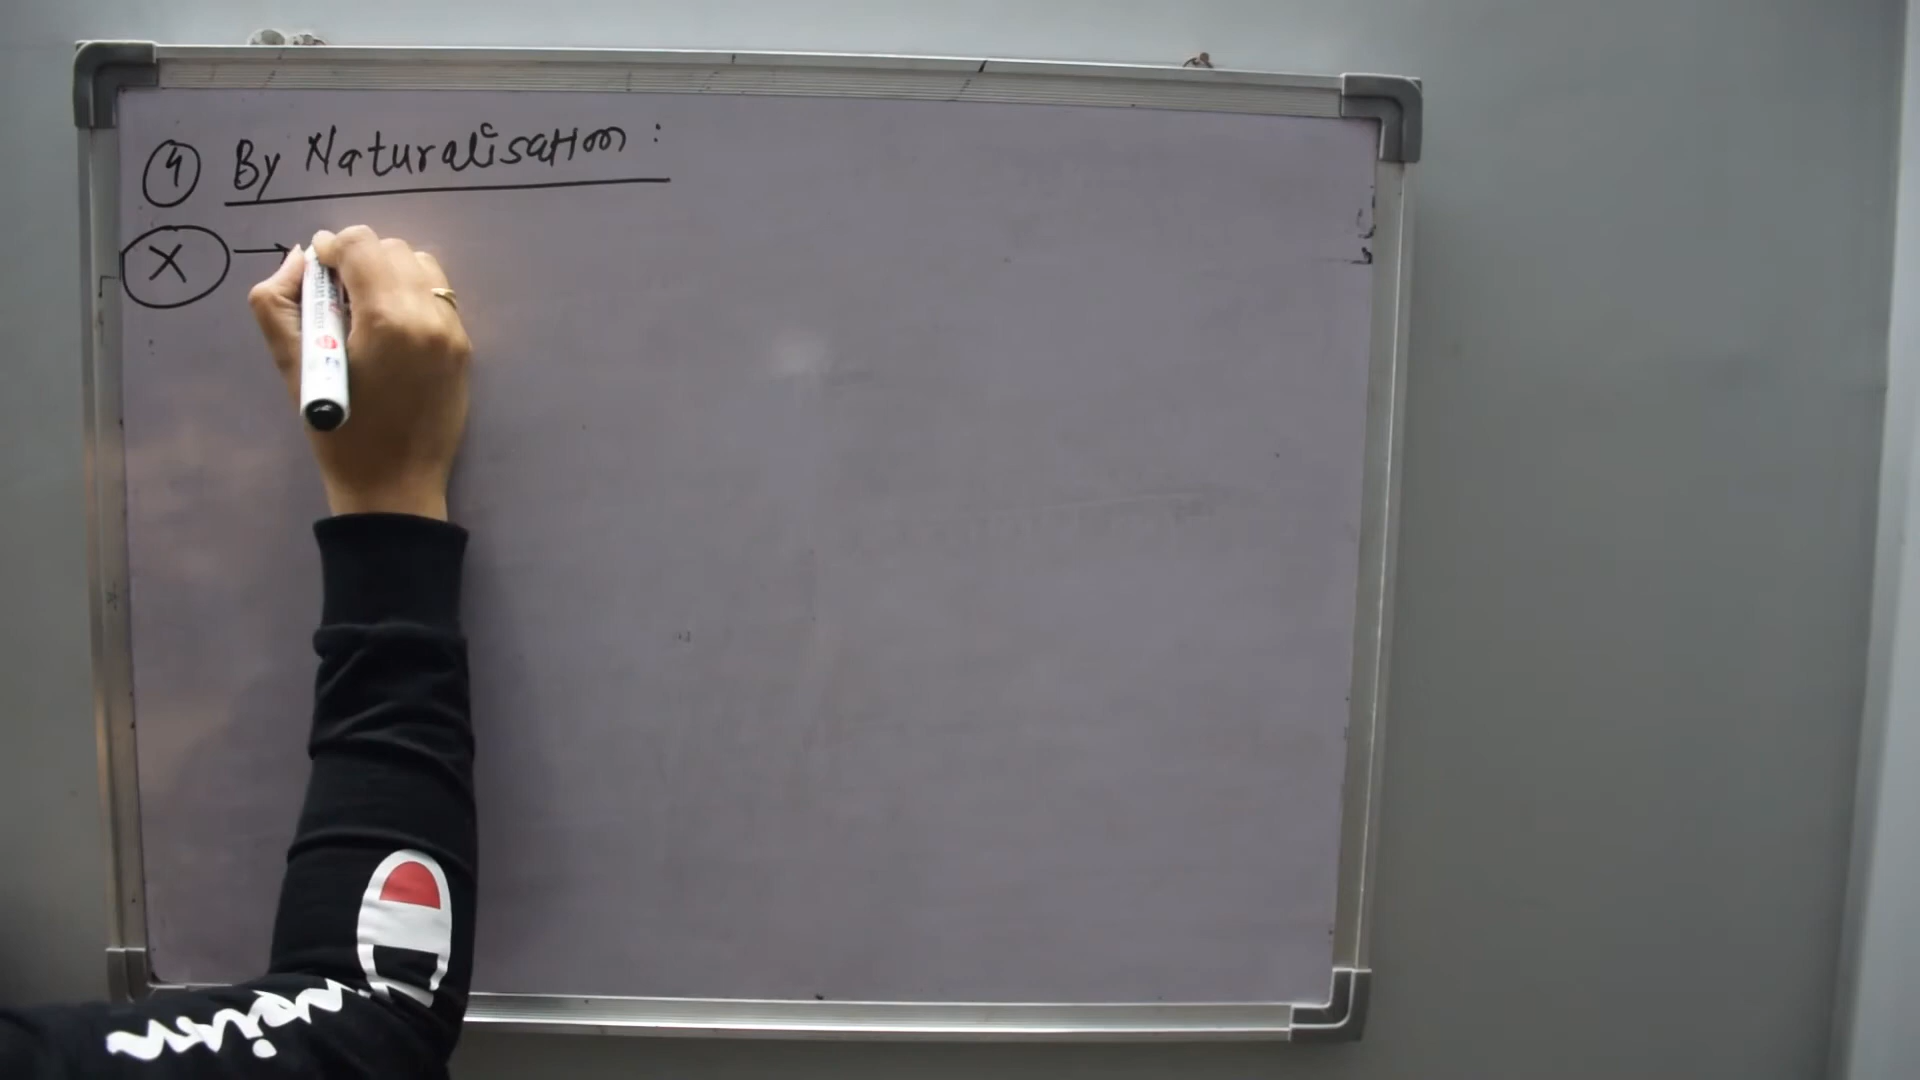 4 By Naturalisation :
X →